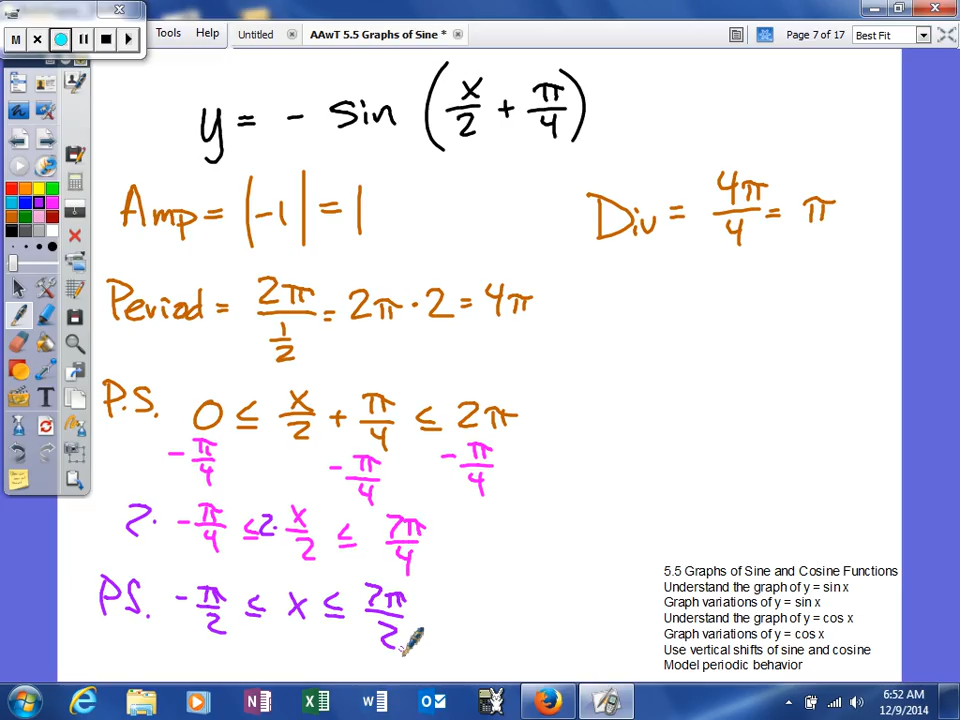 M
Tools Help Untitled AAwT 5.5 Graphs of Sine * Page 7 of 17 Best Fit
y = - sin (x/2 + π/4)
Amp = |-1| = 1
Div = 4π/4 = π
Period = 2π/(1/2) = 2π · 2 = 4π
P.S. 0 ≤ x/2 + π/4 ≤ 2π
-π/4 -π/4 -π/4
2· -π/4 ≤ 2· x/2 ≤ 7π/4
P.S. -π/2 ≤ x ≤ 7π/2
5.5 Graphs of Sine and Cosine Functions
Understand the graph of y = sin x
Graph variations of y = sin x
Understand the graph of y = cos x
Graph variations of y = cos x
Use vertical shifts of sine and cosine
Model periodic behavior
6:52 AM
12/9/2014